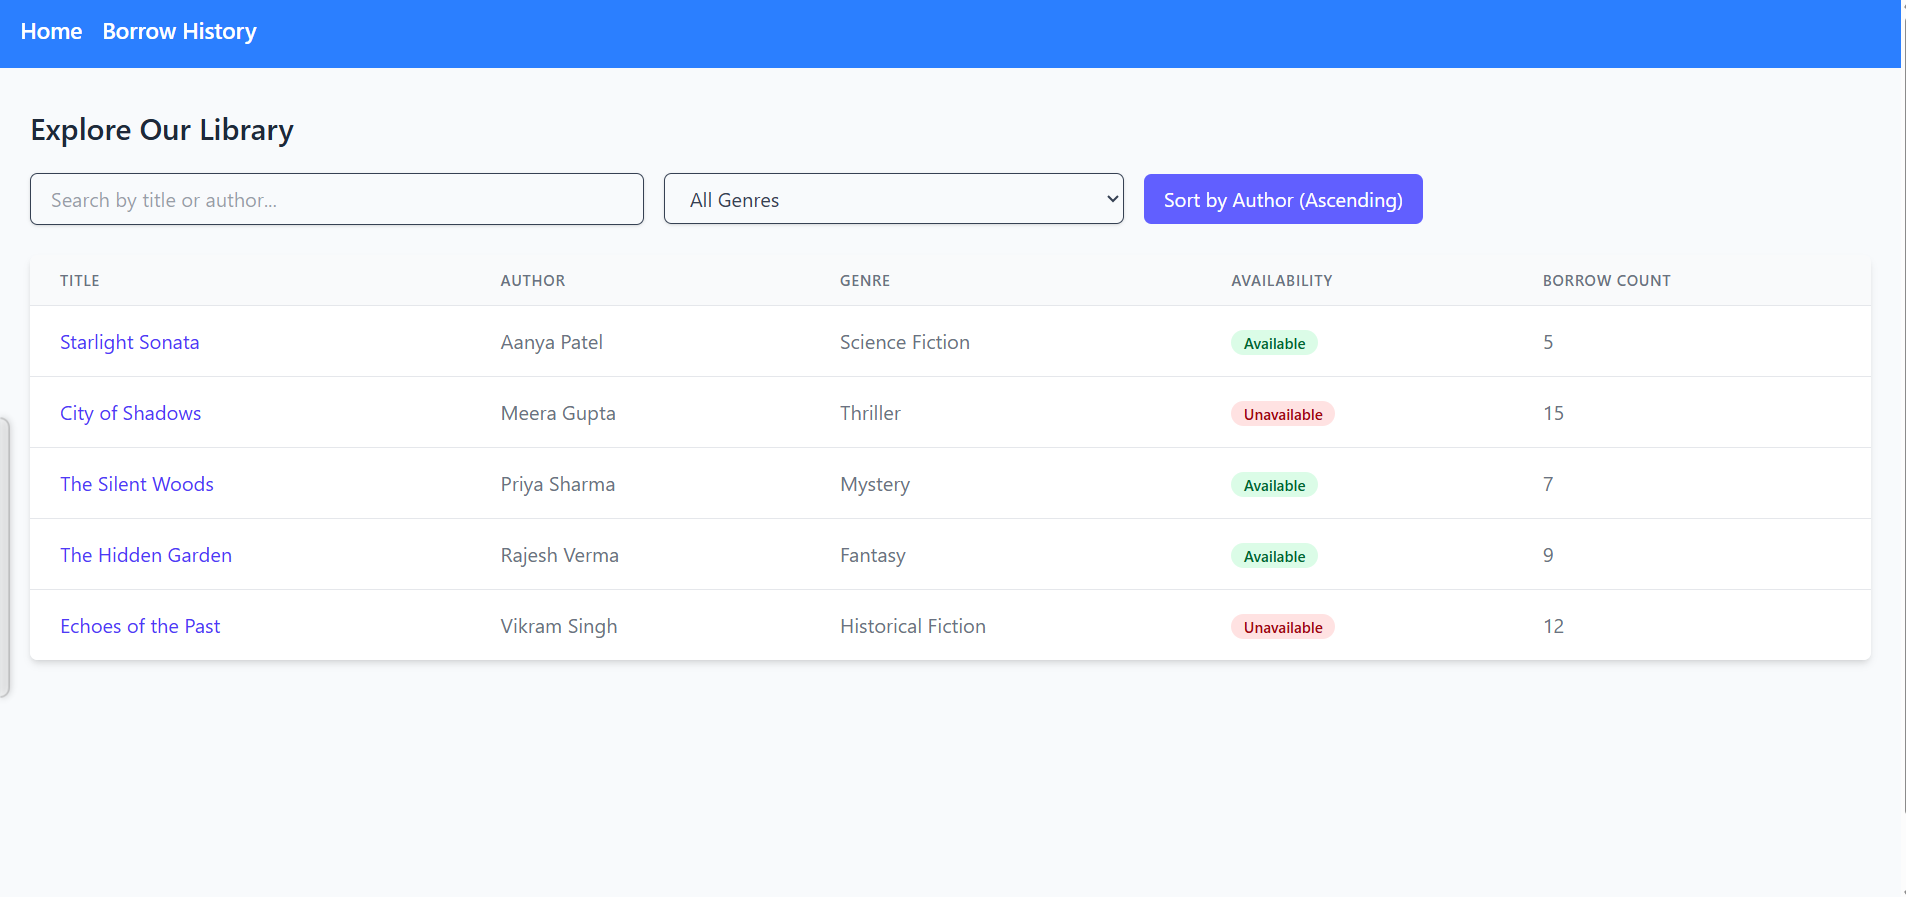 Home Borrow History
Explore Our Library
Search by title or author... All Genres Sort by Author (Ascending)
TITLE AUTHOR GENRE AVAILABILITY BORROW COUNT
Starlight Sonata Aanya Patel Science Fiction Available 5
City of Shadows Meera Gupta Thriller Unavailable 15
The Silent Woods Priya Sharma Mystery Available 7
The Hidden Garden Rajesh Verma Fantasy Available 9
Echoes of the Past Vikram Singh Historical Fiction Unavailable 12